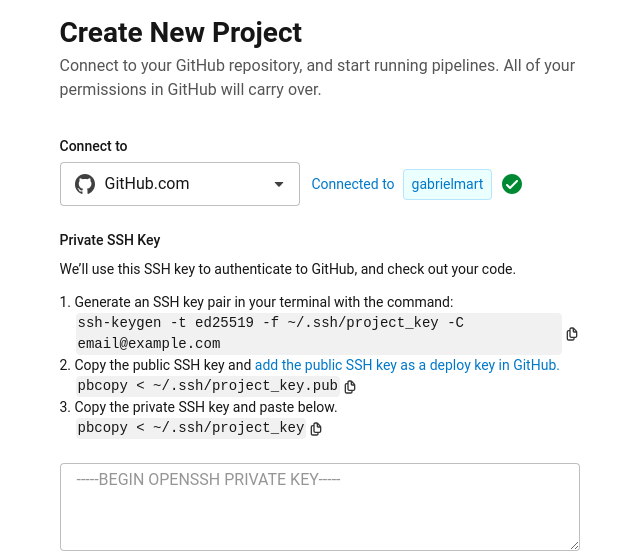 Create New Project
Connect to your GitHub repository, and start running pipelines. All of your
permissions in GitHub will carry over.
Connect to
GitHub.com
Connected to gabrielmart
Private SSH Key
We’ll use this SSH key to authenticate to GitHub, and check out your code.
1. Generate an SSH key pair in your terminal with the command:
ssh-keygen -t ed25519 -f ~/.ssh/project_key -C
email@example.com
2. Copy the public SSH key and add the public SSH key as a deploy key in GitHub.
pbcopy < ~/.ssh/project_key.pub
3. Copy the private SSH key and paste below.
pbcopy < ~/.ssh/project_key
-----BEGIN OPENSSH PRIVATE KEY-----